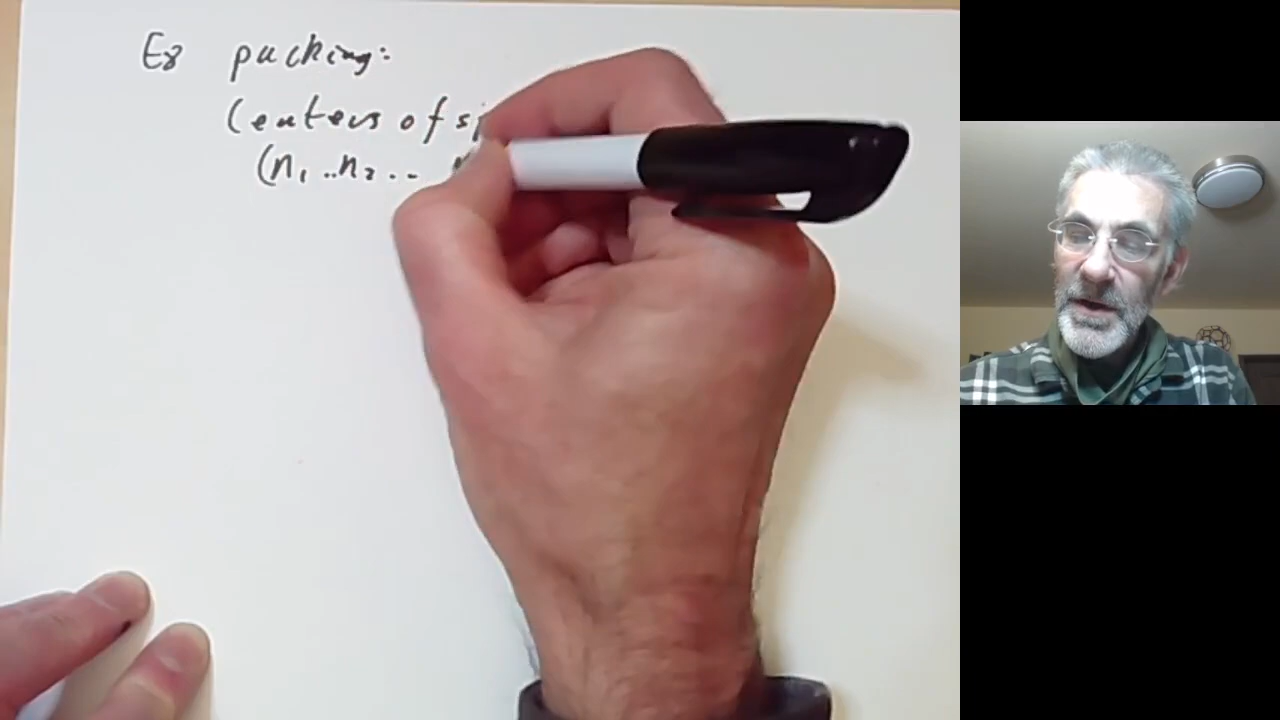 E8 packing:
Centers of
(n₁ .. n₂ ..